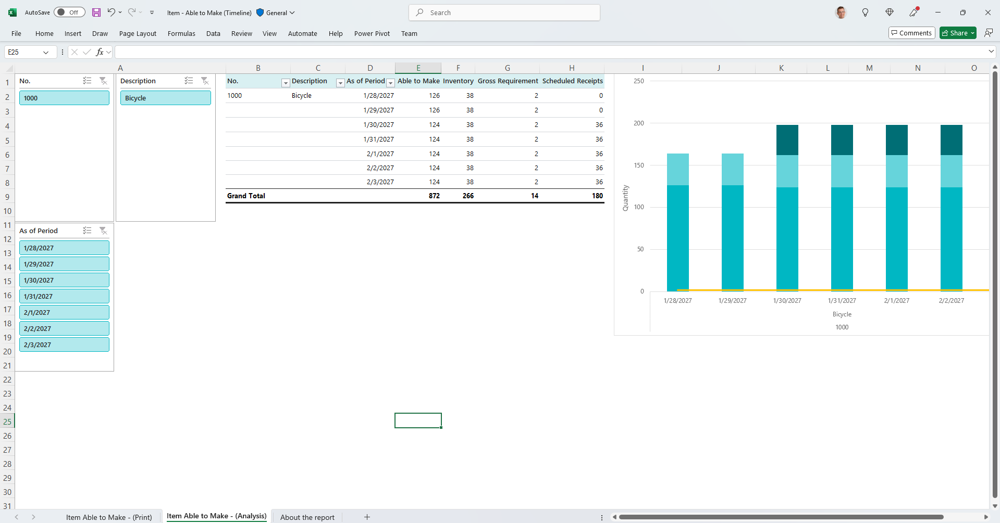 AutoSave Off Item - Able to Make (Timeline) General Search
File Home Insert Draw Page Layout Formulas Data Review View Automate Help Power Pivot Team Comments Share
E25 fx
A B C D E F G H I J K L M N O
1
2
3
4
5
6
7
8
9
10
11
12
13
14
15
16
17
18
19
20
21
22
23
24
25
26
27
28
29
30
31
No.
1000
Description
Bicycle
As of Period
1/28/2027
1/29/2027
1/30/2027
1/31/2027
2/1/2027
2/2/2027
2/3/2027
No. Description As of Period Able to Make Inventory Gross Requirement Scheduled Receipts
1000 Bicycle 1/28/2027 126 38 2 0
1/29/2027 126 38 2 0
1/30/2027 124 38 2 36
1/31/2027 124 38 2 36
2/1/2027 124 38 2 36
2/2/2027 124 38 2 36
2/3/2027 124 38 2 36
Grand Total 872 266 14 180
250
200
150
100
50
0
Quantity
1/28/2027 1/29/2027 1/30/2027 1/31/2027 2/1/2027 2/2/2027
Bicycle
1000
Item Able to Make - (Print) Item Able to Make - (Analysis) About the report